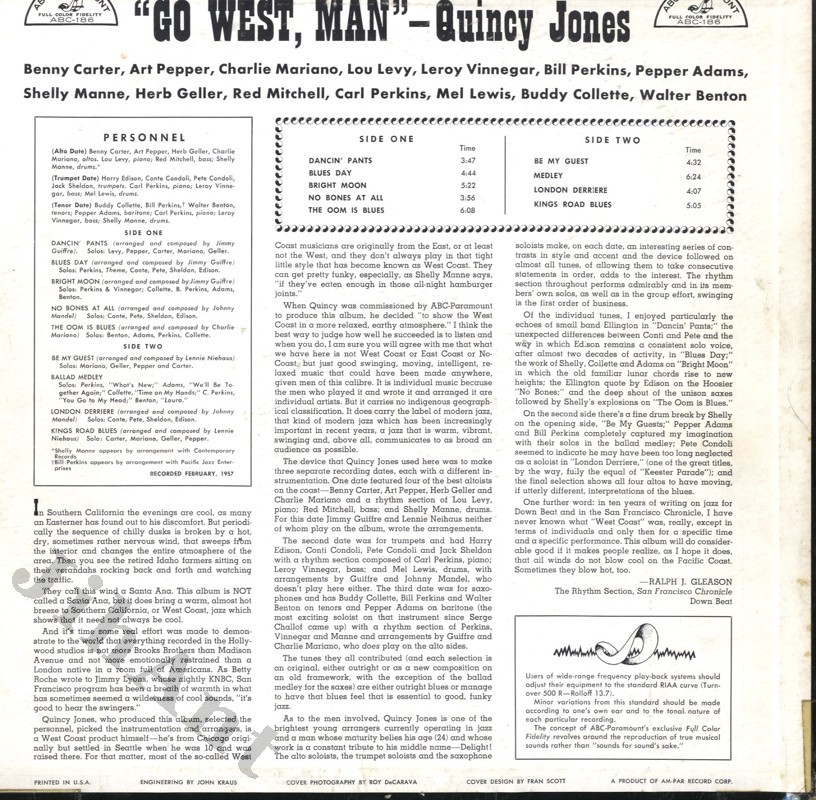 FULL COLOR FIDELITY
ABC-186
"GO WEST, MAN"—Quincy Jones
FULL COLOR FIDELITY
ABC-186
Benny Carter, Art Pepper, Charlie Mariano, Lou Levy, Leroy Vinnegar, Bill Perkins, Pepper Adams,
Shelly Manne, Herb Geller, Red Mitchell, Carl Perkins, Mel Lewis, Buddy Collette, Walter Benton
PERSONNEL
(Alto Date) Benny Carter, Art Pepper, Herb Geller, Charlie
Mariano, altos. Lou Levy, piano; Red Mitchell, bass; Shelly
Manne, drums.*
(Trumpet Date) Harry Edison, Conte Condoli, Pete Condoli,
Jack Sheldon, trumpets. Carl Perkins, piano; Leroy Vinne-
gar, bass; Mel Lewis, drums.
(Tenor Date) Buddy Collette, Bill Perkins,† Walter Benton,
tenors; Pepper Adams, baritone; Carl Perkins, piano; Leroy
Vinnegar, bass; Shelly Manne, drums.
SIDE ONE
DANCIN' PANTS (arranged and composed by Jimmy
Guiffre). Solos: Levy, Pepper, Carter, Mariano, Geller.
BLUES DAY (arranged and composed by Jimmy Guiffre)
Solos: Perkins, Theme, Conte, Pete, Sheldon, Edison.
BRIGHT MOON (arranged and composed by Jimmy Guiffre)
Solos: Perkins & Vinnegar; Collette, B. Perkins, Adams,
Benton.
NO BONES AT ALL (arranged and composed by Johnny
Mandel) Solos: Conte, Pete, Sheldon, Edison.
THE OOM IS BLUES (arranged and composed by Charlie
Mariano) Solos: Benton, Adams, Perkins, Collette.
SIDE TWO
BE MY GUEST (arranged and composed by Lennie Niehaus)
Solos: Mariano, Geller, Pepper and Carter.
BALLAD MEDLEY
Solos: Perkins, "What's New;" Adams, "We'll Be To-
gether Again;" Collette, "Time on My Hands;" C. Perkins,
"You Go to My Head;" Benton, "Laura."
LONDON DERRIERE (arranged and composed by Johnny
Mandel) Solos: Conte, Pete, Sheldon, Edison.
KINGS ROAD BLUES (arranged and composed by Lennie
Niehaus) Solo: Carter, Mariano, Geller, Pepper.
*Shelly Manne appears by arrangement with Contemporary
Records
†Bill Perkins appears by arrangement with Pacific Jazz Enter-
prises
RECORDED FEBRUARY, 1957
SIDE ONE
Time
DANCIN' PANTS 3:47
BLUES DAY 4:44
BRIGHT MOON 5:22
NO BONES AT ALL 3:56
THE OOM IS BLUES 6:08
SIDE TWO
Time
BE MY GUEST 4:32
MEDLEY 6:24
LONDON DERRIERE 4:07
KINGS ROAD BLUES 5:05
In Southern California the evenings are cool, as many
an Easterner has found out to his discomfort. But periodi-
cally the sequence of chilly dusks is broken by a hot,
dry, sometimes rather nervous wind, that sweeps from
the interior and changes the entire atmosphere of the
area. You see the retired Idaho farmers sitting on
their verandahs rocking back and forth and watching
the traffic.
They call this wind a Santa Ana. This album is NOT
called a Santa Ana, but it does bring a warm, almost hot
breeze to Southern California, or West Coast, jazz which
shows that it need not always be cool.
And it's time some real effort was made to demon-
strate to the world that everything recorded in the Holly-
wood studios is not more Brooks Brothers than Madison
Avenue and not more emotionally restrained than a
London native in a room full of Americans. As Betty
Roche wrote to Jimmy Lyons, whose nightly KNBC, San
Francisco program has been a breath of warmth in what
has sometimes seemed a wilderness of cool sounds, "it's
good to hear the swingers."
Quincy Jones, who produced this album, selected the
personnel, picked the instrumentation and composers, is
a West Coast product himself—he's from Chicago origi-
nally but settled in Seattle when he was 10 and was
raised there. For that matter, most of the so-called West
Coast musicians are originally from the East, or at least
not the West, and they don't always play in that tight
little style that has become known as West Coast. They
can get pretty funky, especially, as Shelly Manne says,
"if they've eaten enough in those all-night hamburger
joints."
When Quincy was commissioned by ABC-Paramount
to produce this album, he decided "to show the West
Coast in a more relaxed, earthy atmosphere." I think the
best way to judge how well he succeeded is to listen and
when you do, I am sure you will agree with me that what
we have here is not West Coast or East Coast or No-
Coast, but just good swinging, moving, intelligent, re-
laxed music that could have been made anywhere,
given men of this calibre. It is individual music because
the men who played it and wrote it and arranged it are
individual artists. But it carries no indigenous geograph-
ical classification. It does carry the label of modern jazz,
that kind of modern jazz which has been increasingly
important in recent years, a jazz that is warm, vibrant,
swinging and, above all, communicates to as broad an
audience as possible.
The device that Quincy Jones used here was to make
three separate recording dates, each with a different in-
strumentation. One date featured four of the best altoists
on the coast—Benny Carter, Art Pepper, Herb Geller and
Charlie Mariano and a rhythm section of Lou Levy,
piano; Red Mitchell, bass; and Shelly Manne, drums.
For this date Jimmy Giuffre and Lennie Neihaus neither
of whom play on the album, wrote the arrangements.
The second date was for trumpets and had Harry
Edison, Conti Condoli, Pete Condoli and Jack Sheldon
with a rhythm section composed of Carl Perkins, piano;
Leroy Vinnegar, bass; and Mel Lewis, drums, with
arrangements by Giuffre and Johnny Mandel, who
doesn't play here either. The third date was for saxo-
phones and has Buddy Collette, Bill Perkins and Walter
Benton on tenors and Pepper Adams on baritone (the
most exciting soloist on that instrument since Serge
Chaillof came up) with a rhythm section of Perkins,
Vinnegar and Manne and arrangements by Guiffre and
Charlie Mariano, who does play on the alto sides.
The tunes they all contributed (and each selection is
an original, either outright or as a new composition on
an old framework, with the exception of the ballad
medley for the saxes) are either outright blues or manage
to have that blues feel that is essential to good, funky
jazz.
As to the men involved, Quincy Jones is one of the
brightest young arrangers currently operating in jazz
and a man whose maturity belies his age (24) and whose
work is a constant tribute to his middle name—Delight!
The alto soloists, the trumpet soloists and the saxophone
soloists make, on each date, an interesting series of con-
trasts in style and accent and the device followed on
almost all tunes, of allowing them to take consecutive
statements in order, adds to the interest. The rhythm
section throughout performs admirably and in its mem-
bers' own solos, as well as in the group effort, swinging
is the first order of business.
Of the individual tunes, I enjoyed particularly the
echoes of small band Ellington in "Dancin' Pants;" the
unexpected differences between Conti and Pete and the
way in which Edison remains a consistent solo voice,
after almost two decades of activity, in "Blues Day;"
the work of Shelly, Collette and Adams on "Bright Moon"
in which the old familiar lunar chords rise to new
heights; the Ellington quote by Edison on the Hoosier
"No Bones;" and the deep shout of the unison saxes
followed by Shelly's explosions on "The Oom is Blues."
On the second side there's a fine drum break by Shelly
on the opening side, "Be My Guests;" Pepper Adams
and Bill Perkins completely captured my imagination
with their solos in the ballad medley; Pete Condoli
seemed to indicate he may have been too long neglected
as a soloist in "London Derriere," (one of the great titles,
by the way, fully the equal of "Keester Parade"); and
the final selection shows all four altos to have moving,
if utterly different, interpretations of the blues.
One further word: in ten years of writing on jazz for
Down Beat and in the San Francisco Chronicle, I have
never known what "West Coast" was, really, except in
terms of individuals and only then for a specific time
and a specific performance. This album will do consider-
able good if it makes people realize, as I hope it does,
that all winds do not blow cool on the Pacific Coast.
Sometimes they blow hot, too.
—RALPH J. GLEASON
The Rhythm Section, San Francisco Chronicle
Down Beat
Users of wide-range frequency play-back systems should
adjust their equipment to the standard RIAA curve (Turn-
over 500 R—Rolloff 13.7).
Minor variations from this standard should be made
according to one's own ear and to the tonal nature of
each particular recording.
The concept of ABC-Paramount's exclusive Full Color
Fidelity revolves around the reproduction of true musical
sounds rather than "sounds for sound's sake."
PRINTED IN U.S.A. ENGINEERING BY JOHN KRAUS COVER PHOTOGRAPHY BY ROY DeCARAVA COVER DESIGN BY FRAN SCOTT A PRODUCT OF AM-PAR RECORD CORP.